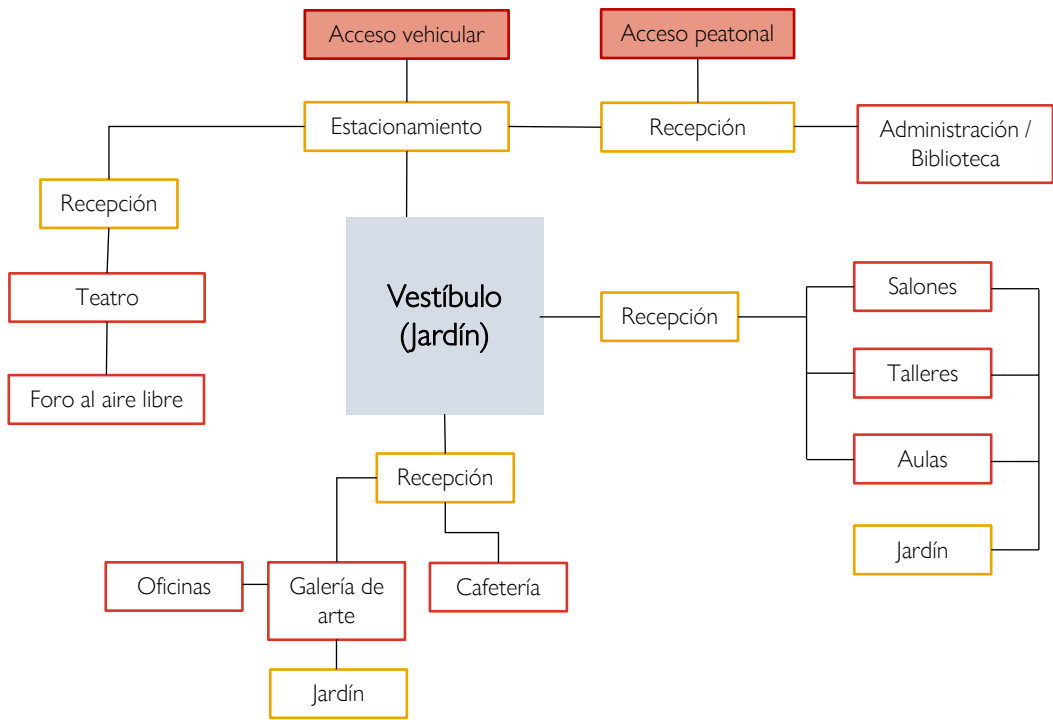 Acceso vehicular
Acceso peatonal
Estacionamiento
Recepción
Administración /
Biblioteca
Recepción
Teatro
Foro al aire libre
Vestíbulo
(Jardín)
Recepción
Salones
Talleres
Aulas
Jardín
Recepción
Oficinas
Galería de
arte
Cafetería
Jardín